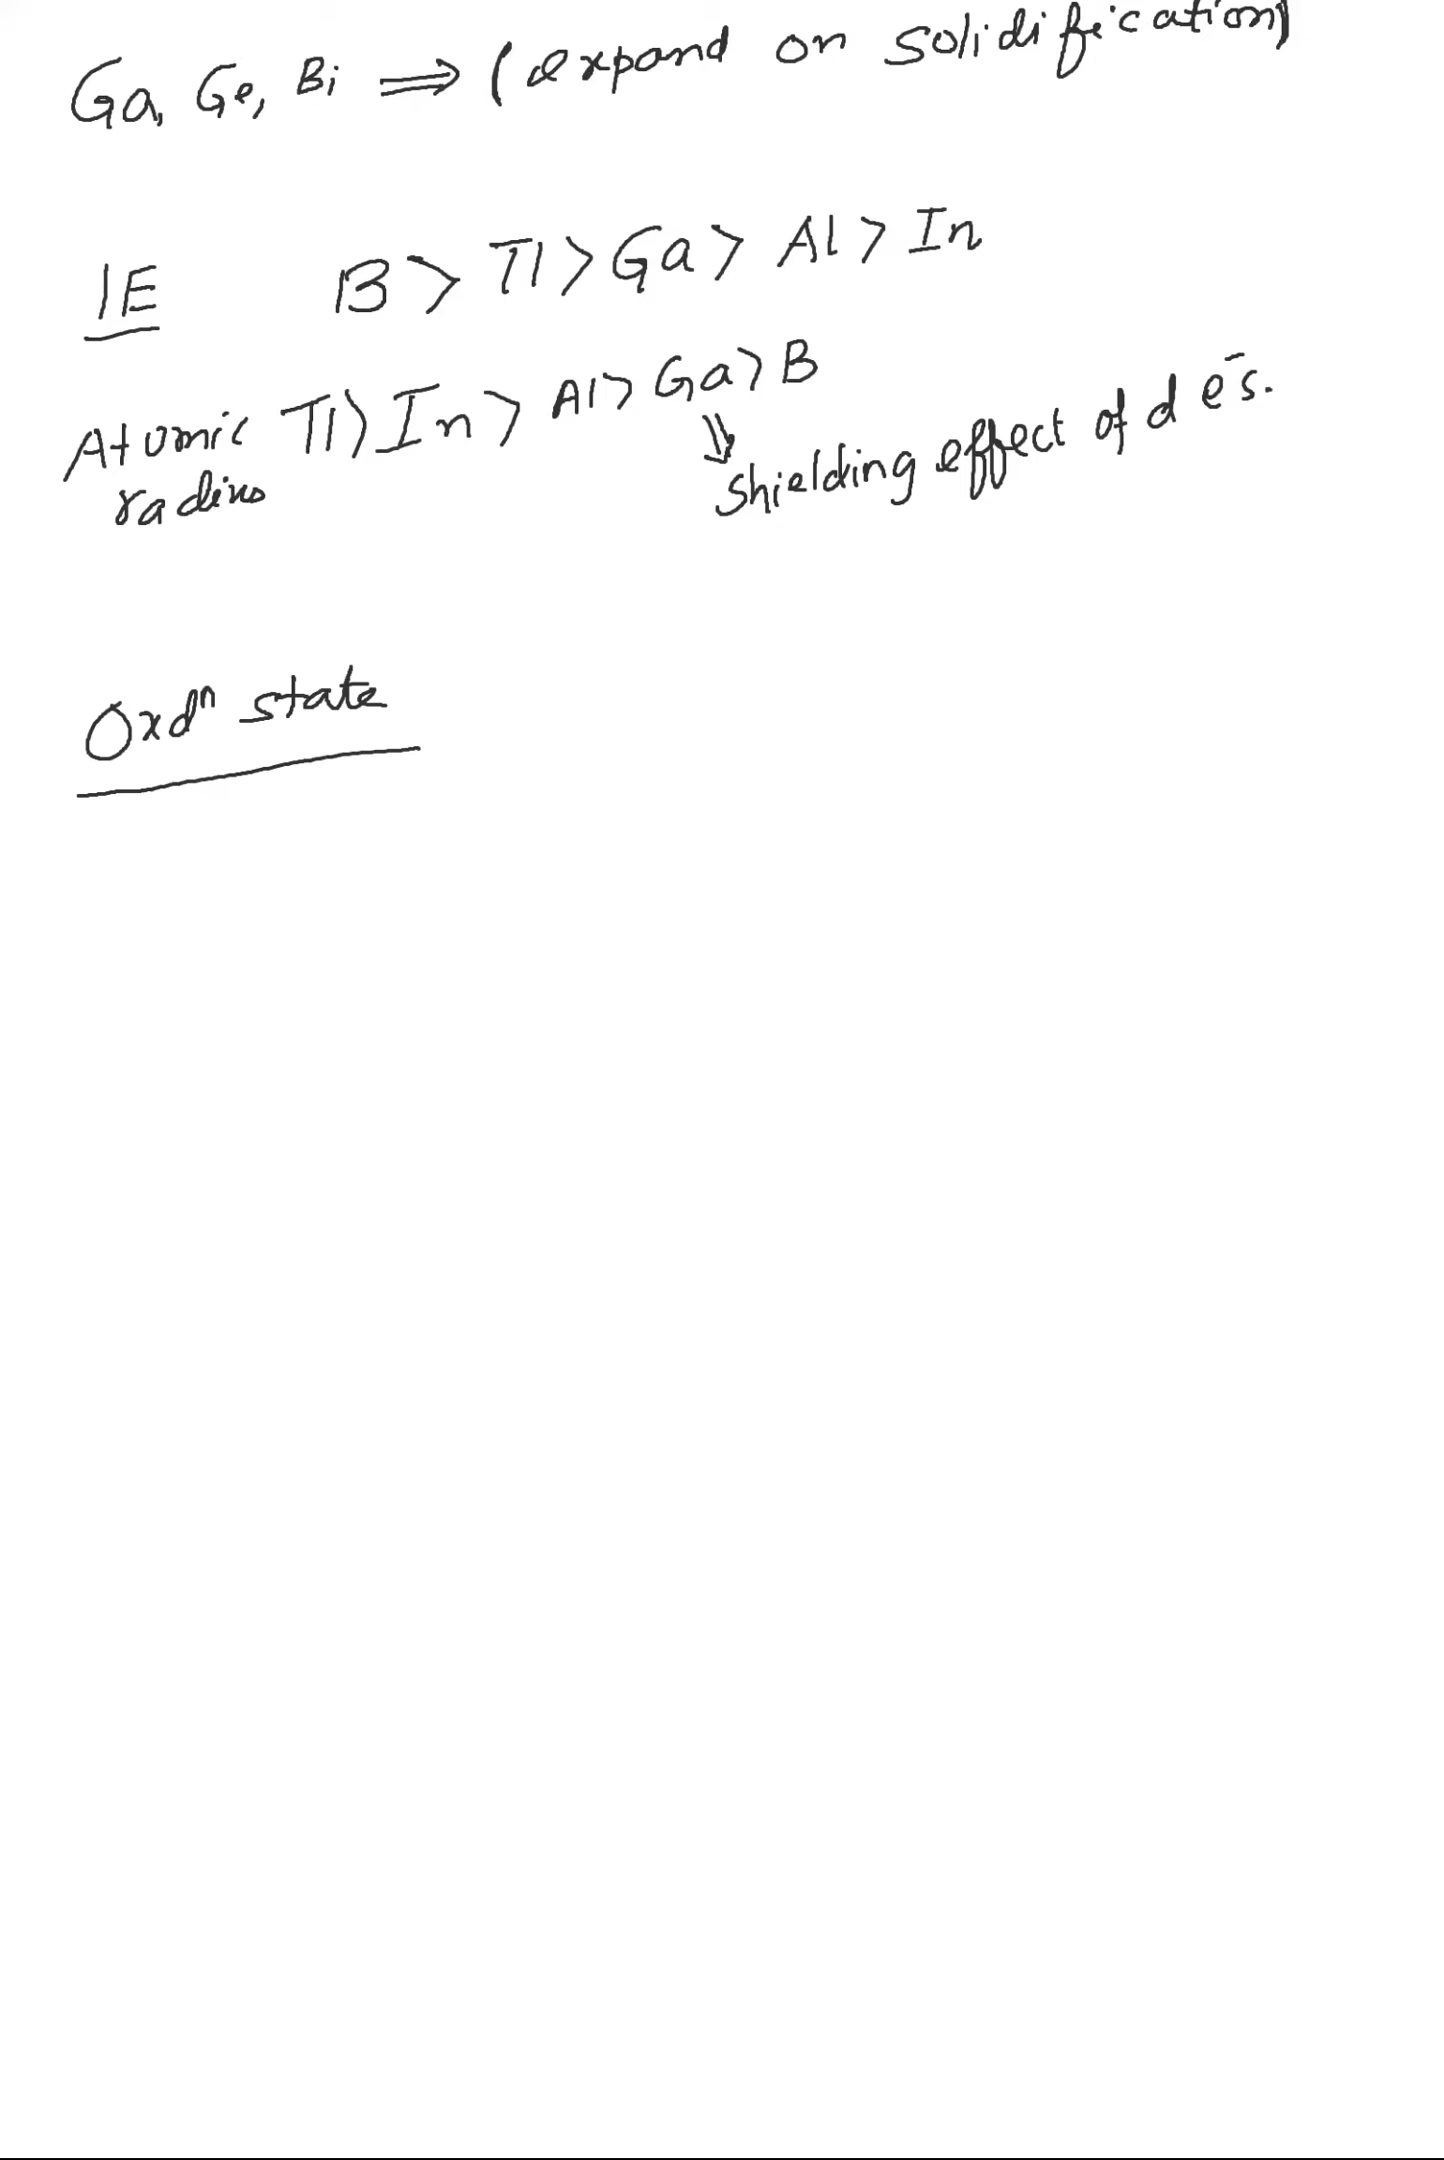 Ga, Ge, Bi ⇒ (expand on solidification)
IE B > Tl > Ga > Al > In
Atomic radius Tl > In > Al > Ga > B
⇓
Shielding effect of d e⁻s.
Oxdⁿ state